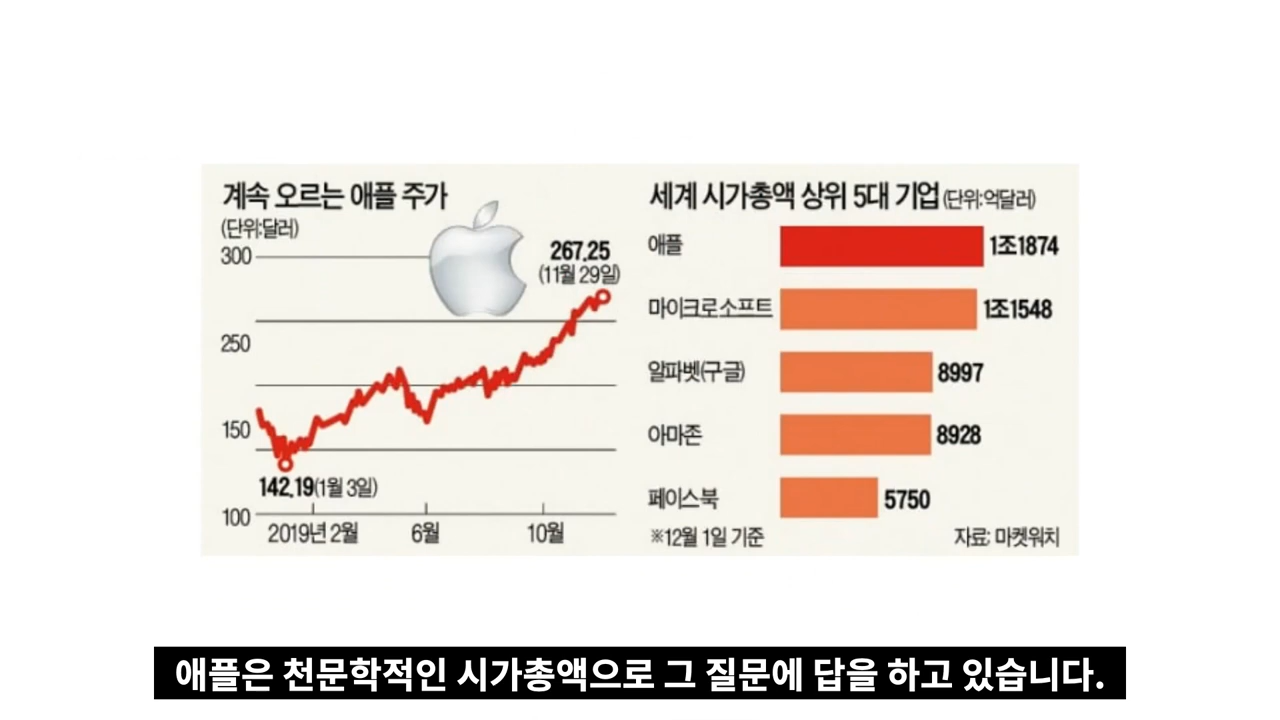 계속 오르는 애플 주가
(단위:달러)
300
250
150
100
267.25
(11월 29일)
142.19(1월 3일)
2019년 2월
6월
10월
세계 시가총액 상위 5대 기업(단위:억달러)
애플 1조1874
마이크로소프트 1조1548
알파벳(구글) 8997
아마존 8928
페이스북 5750
※12월 1일 기준
자료: 마켓워치
애플은 천문학적인 시가총액으로 그 질문에 답을 하고 있습니다.